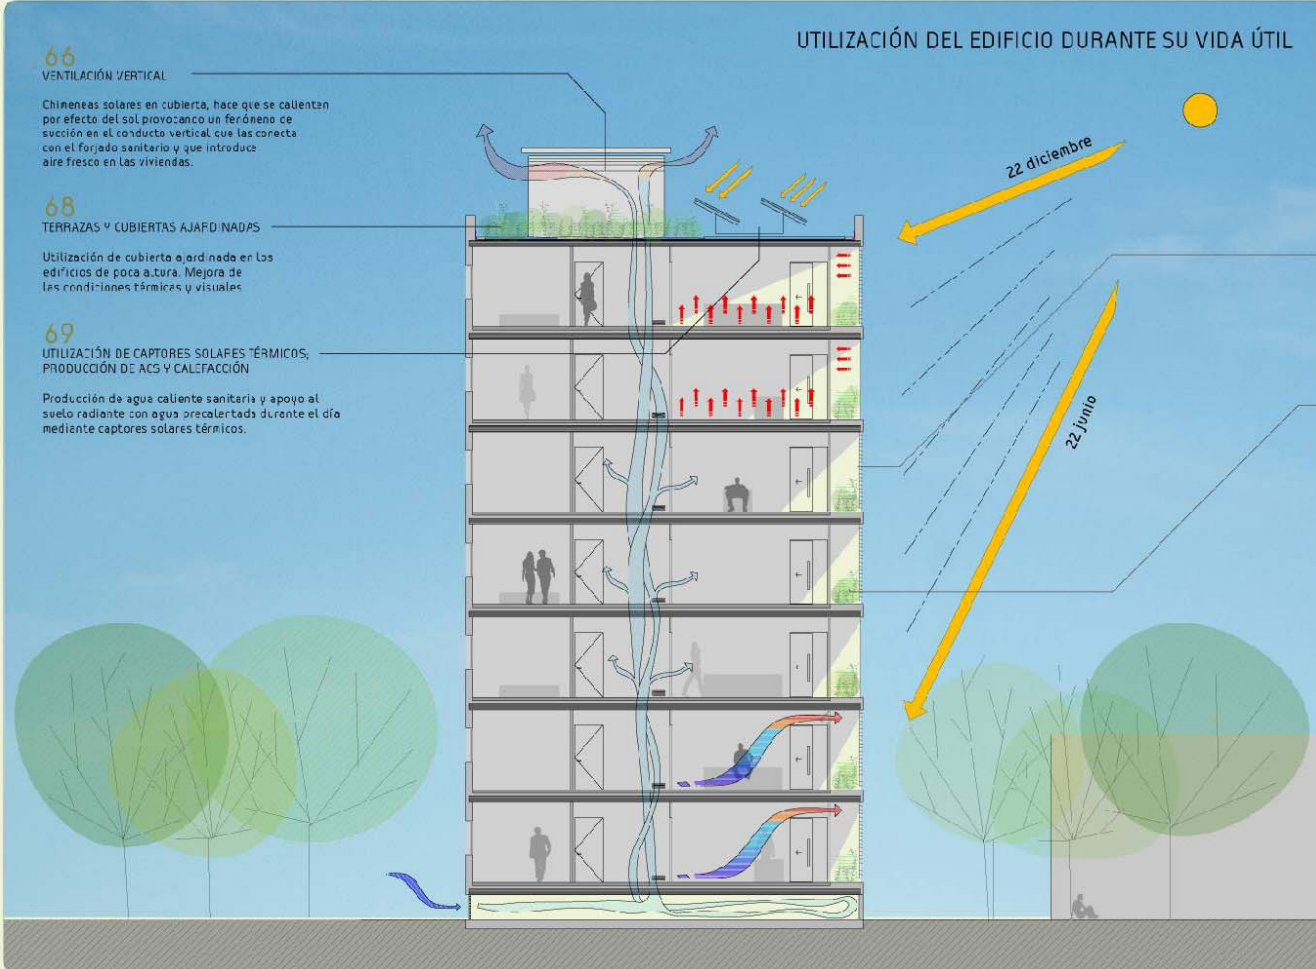 UTILIZACIÓN DEL EDIFICIO DURANTE SU VIDA ÚTIL
66
VENTILACIÓN VERTICAL
Chimeneas solares en cubierta, hace que se calienten
por efecto del sol provocando un fenómeno de
succión en el conducto vertical que las conecta
con el forjado sanitario y que introduce
aire fresco en las viviendas.
68
TERRAZAS Y CUBIERTAS AJARDINADAS
Utilización de cubierta ajardinada en los
edificios de poca altura. Mejora de
las condiciones térmicas y visuales
69
UTILIZACIÓN DE CAPTORES SOLARES TÉRMICOS;
PRODUCCIÓN DE ACS Y CALEFACCIÓN
Producción de agua caliente sanitaria y apoyo al
suelo radiante con agua precalentada durante el día
mediante captores solares térmicos.
22 diciembre
22 junio